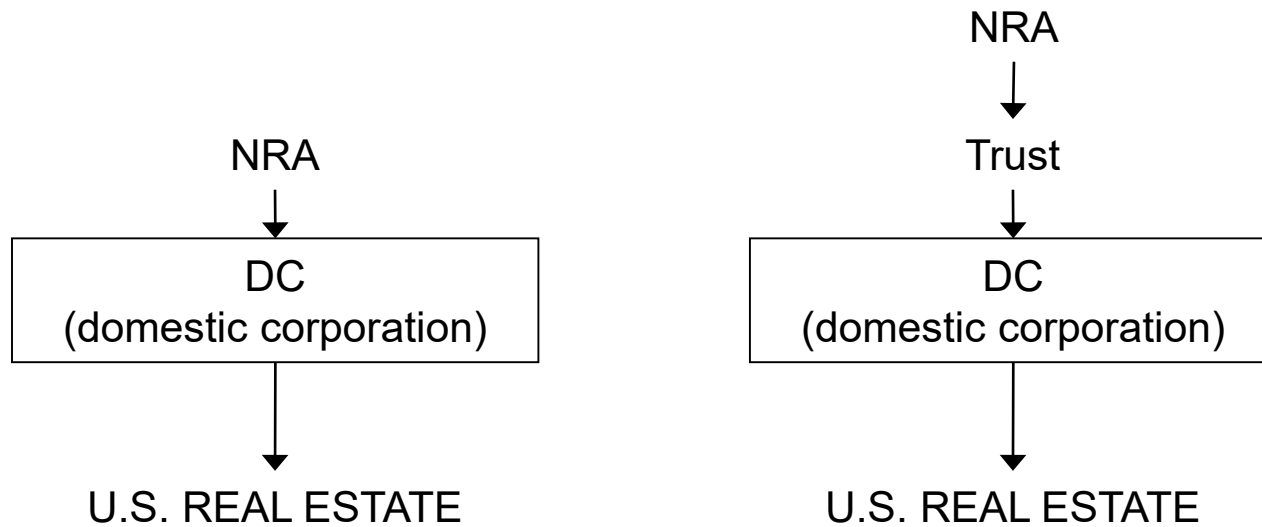 NRA
DC
(domestic corporation)
U.S. REAL ESTATE
NRA
Trust
DC
(domestic corporation)
U.S. REAL ESTATE